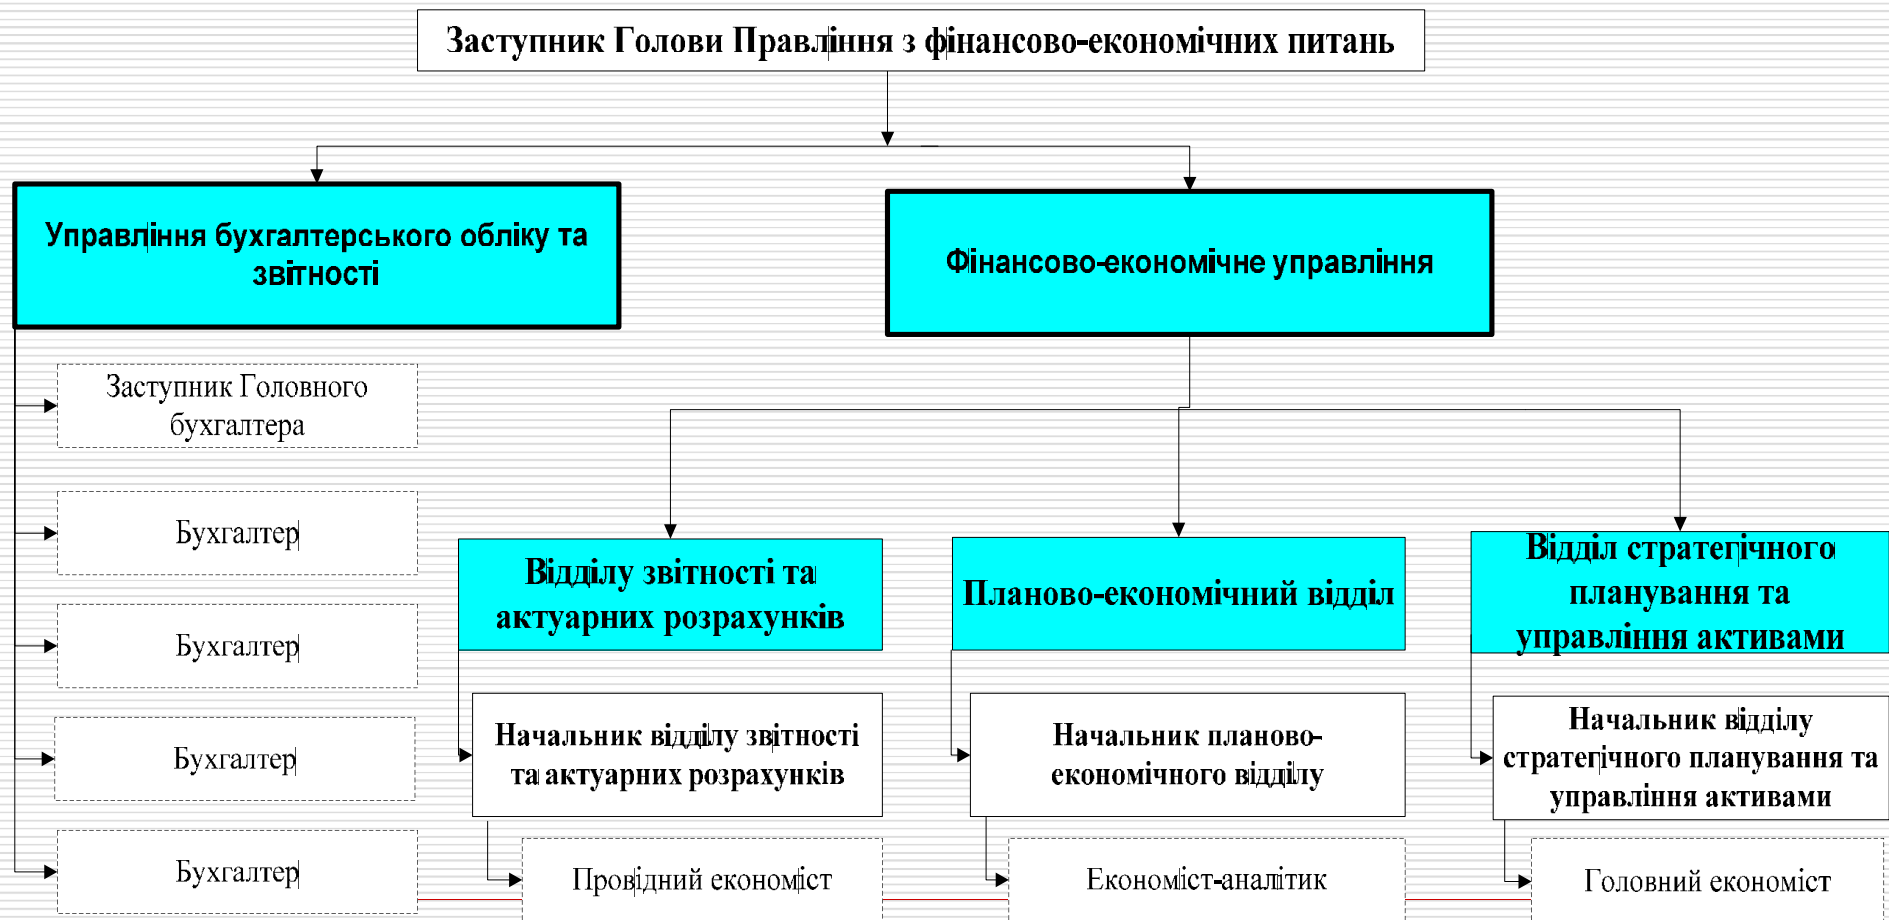 Заступник Голови Правління з фінансово-економічних питань
Управління бухгалтерського обліку та
звітності
Фінансово-економічне управління
Заступник Головного
бухгалтера
Бухгалтер
Бухгалтер
Бухгалтер
Бухгалтер
Відділу звітності та
актуарних розрахунків
Начальник відділу звітності
та актуарних розрахунків
Провідний економіст
Планово-економічний відділ
Начальник планово-
економічного відділу
Економіст-аналітик
Відділ стратегічного
планування та
управління активами
Начальник відділу
стратегічного планування та
управління активами
Головний економіст